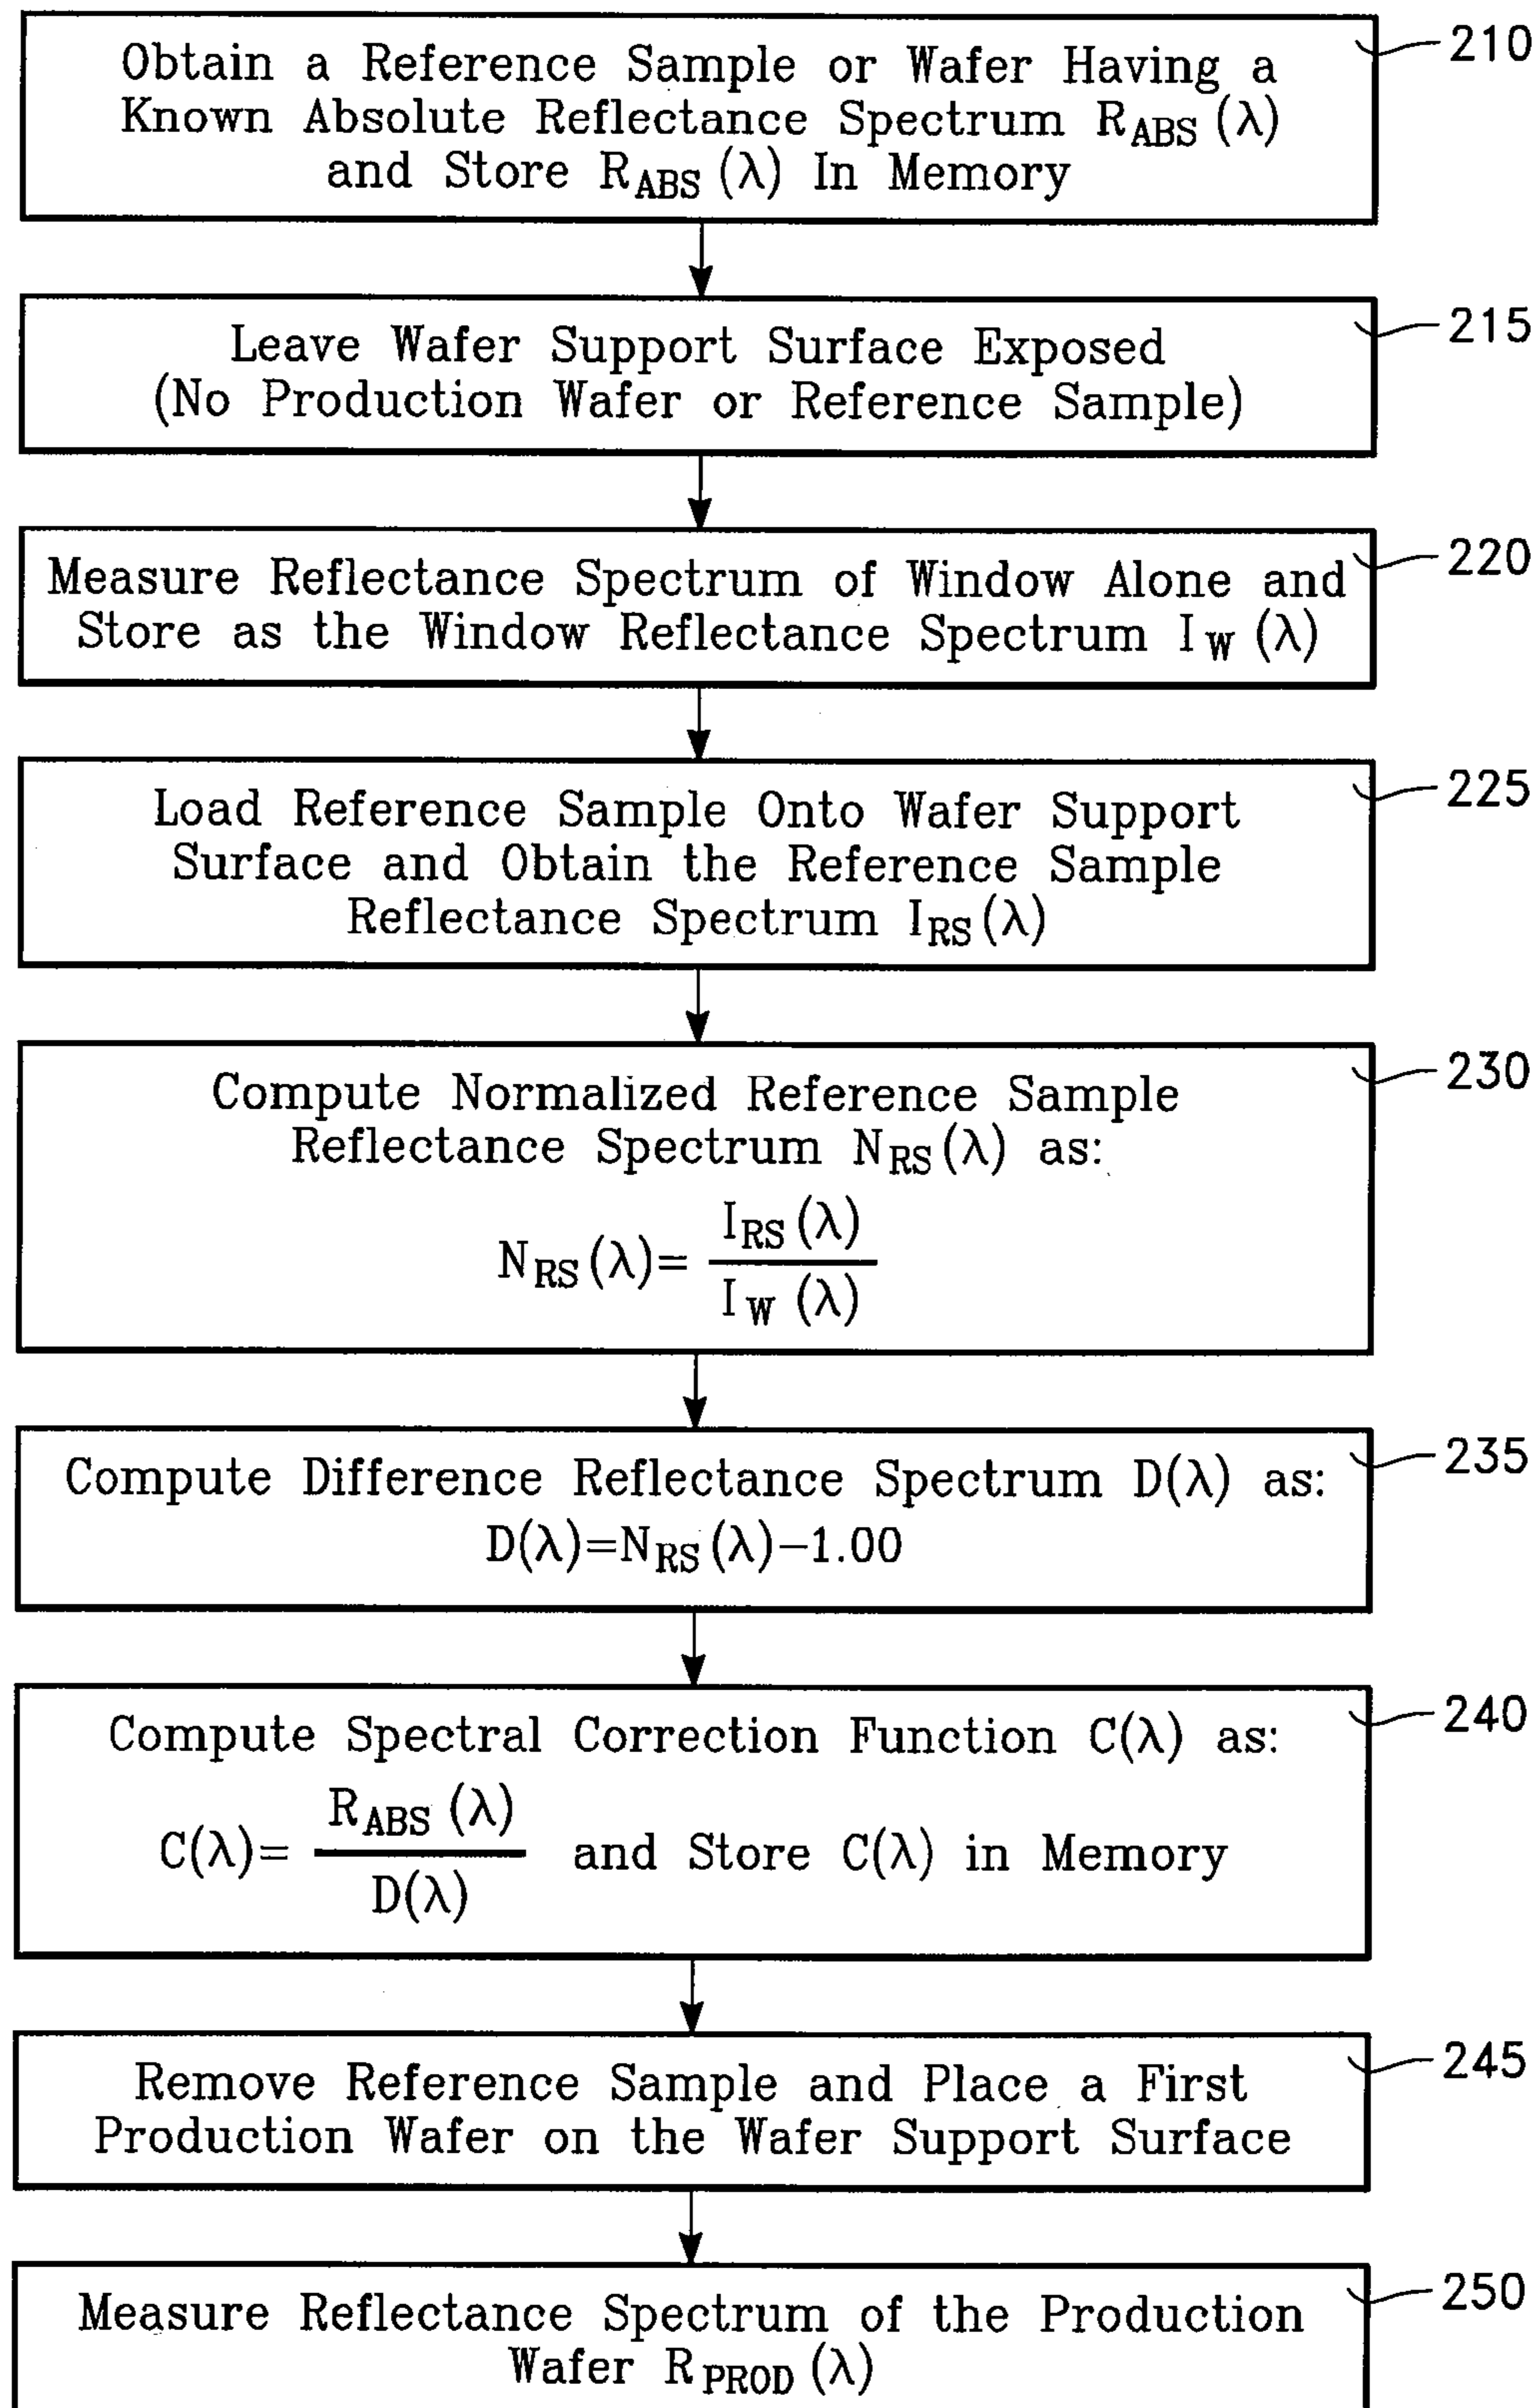 210
Obtain a Reference Sample or Wafer Having a
Known Absolute Reflectance Spectrum R_ABS (λ)
and Store R_ABS (λ) In Memory
215
Leave Wafer Support Surface Exposed
(No Production Wafer or Reference Sample)
220
Measure Reflectance Spectrum of Window Alone and
Store as the Window Reflectance Spectrum I_W (λ)
225
Load Reference Sample Onto Wafer Support
Surface and Obtain the Reference Sample
Reflectance Spectrum I_RS (λ)
230
Compute Normalized Reference Sample
Reflectance Spectrum N_RS (λ) as:
N_RS (λ)= I_RS (λ) / I_W (λ)
235
Compute Difference Reflectance Spectrum D(λ) as:
D(λ)=N_RS (λ)−1.00
240
Compute Spectral Correction Function C(λ) as:
C(λ)= R_ABS (λ) / D(λ) and Store C(λ) in Memory
245
Remove Reference Sample and Place a First
Production Wafer on the Wafer Support Surface
250
Measure Reflectance Spectrum of the Production
Wafer R_PROD (λ)